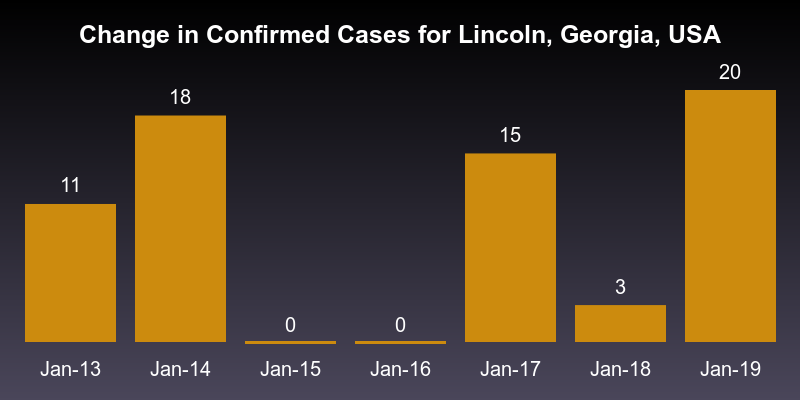 Change in Confirmed Cases for Lincoln, Georgia, USA
11
18
0
0
15
3
20
Jan-13
Jan-14
Jan-15
Jan-16
Jan-17
Jan-18
Jan-19